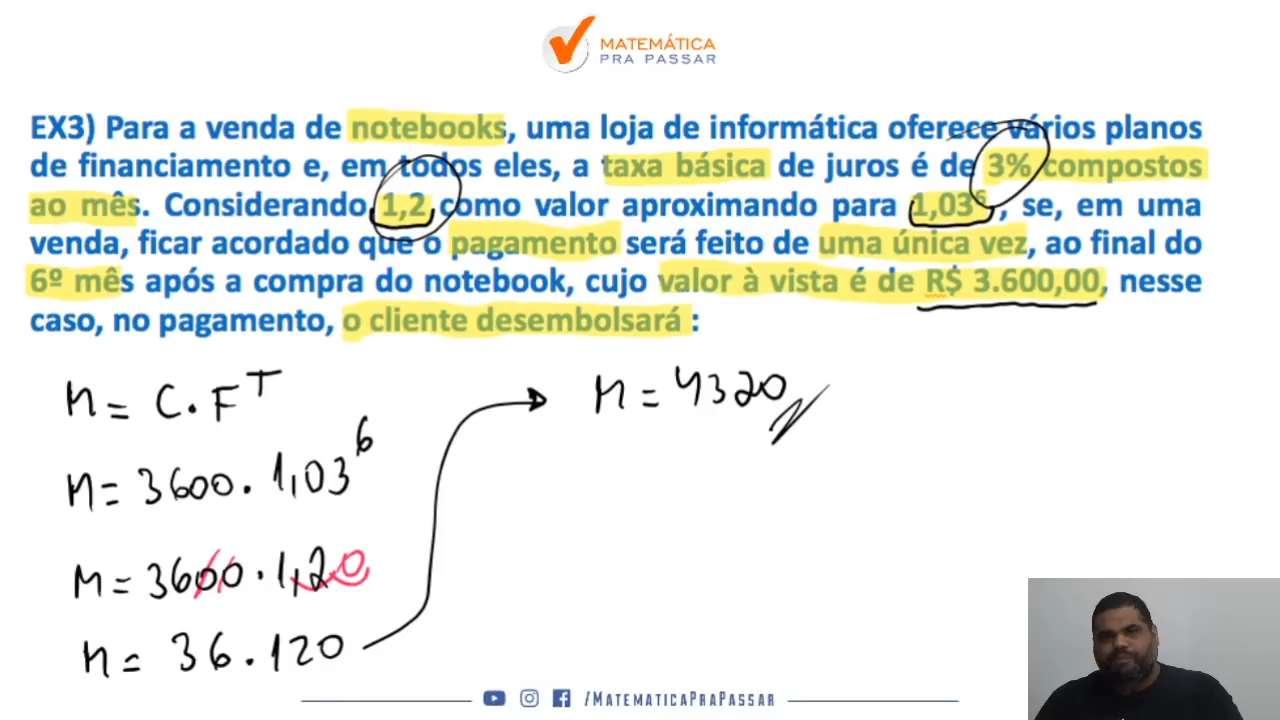 MATEMÁTICA
PRA PASSAR
EX3) Para a venda de notebooks, uma loja de informática oferece vários planos
de financiamento e, em todos eles, a taxa básica de juros é de 3% compostos
ao mês. Considerando 1,2 como valor aproximando para 1,03⁶, se, em uma
venda, ficar acordado que o pagamento será feito de uma única vez, ao final do
6º mês após a compra do notebook, cujo valor à vista é de R$ 3.600,00, nesse
caso, no pagamento, o cliente desembolsará :
M = C.Fᵀ
M = 3600.1,03⁶
M = 3600.1,20
M = 36.120
M = 4320
/MATEMATICAPRAPASSAR